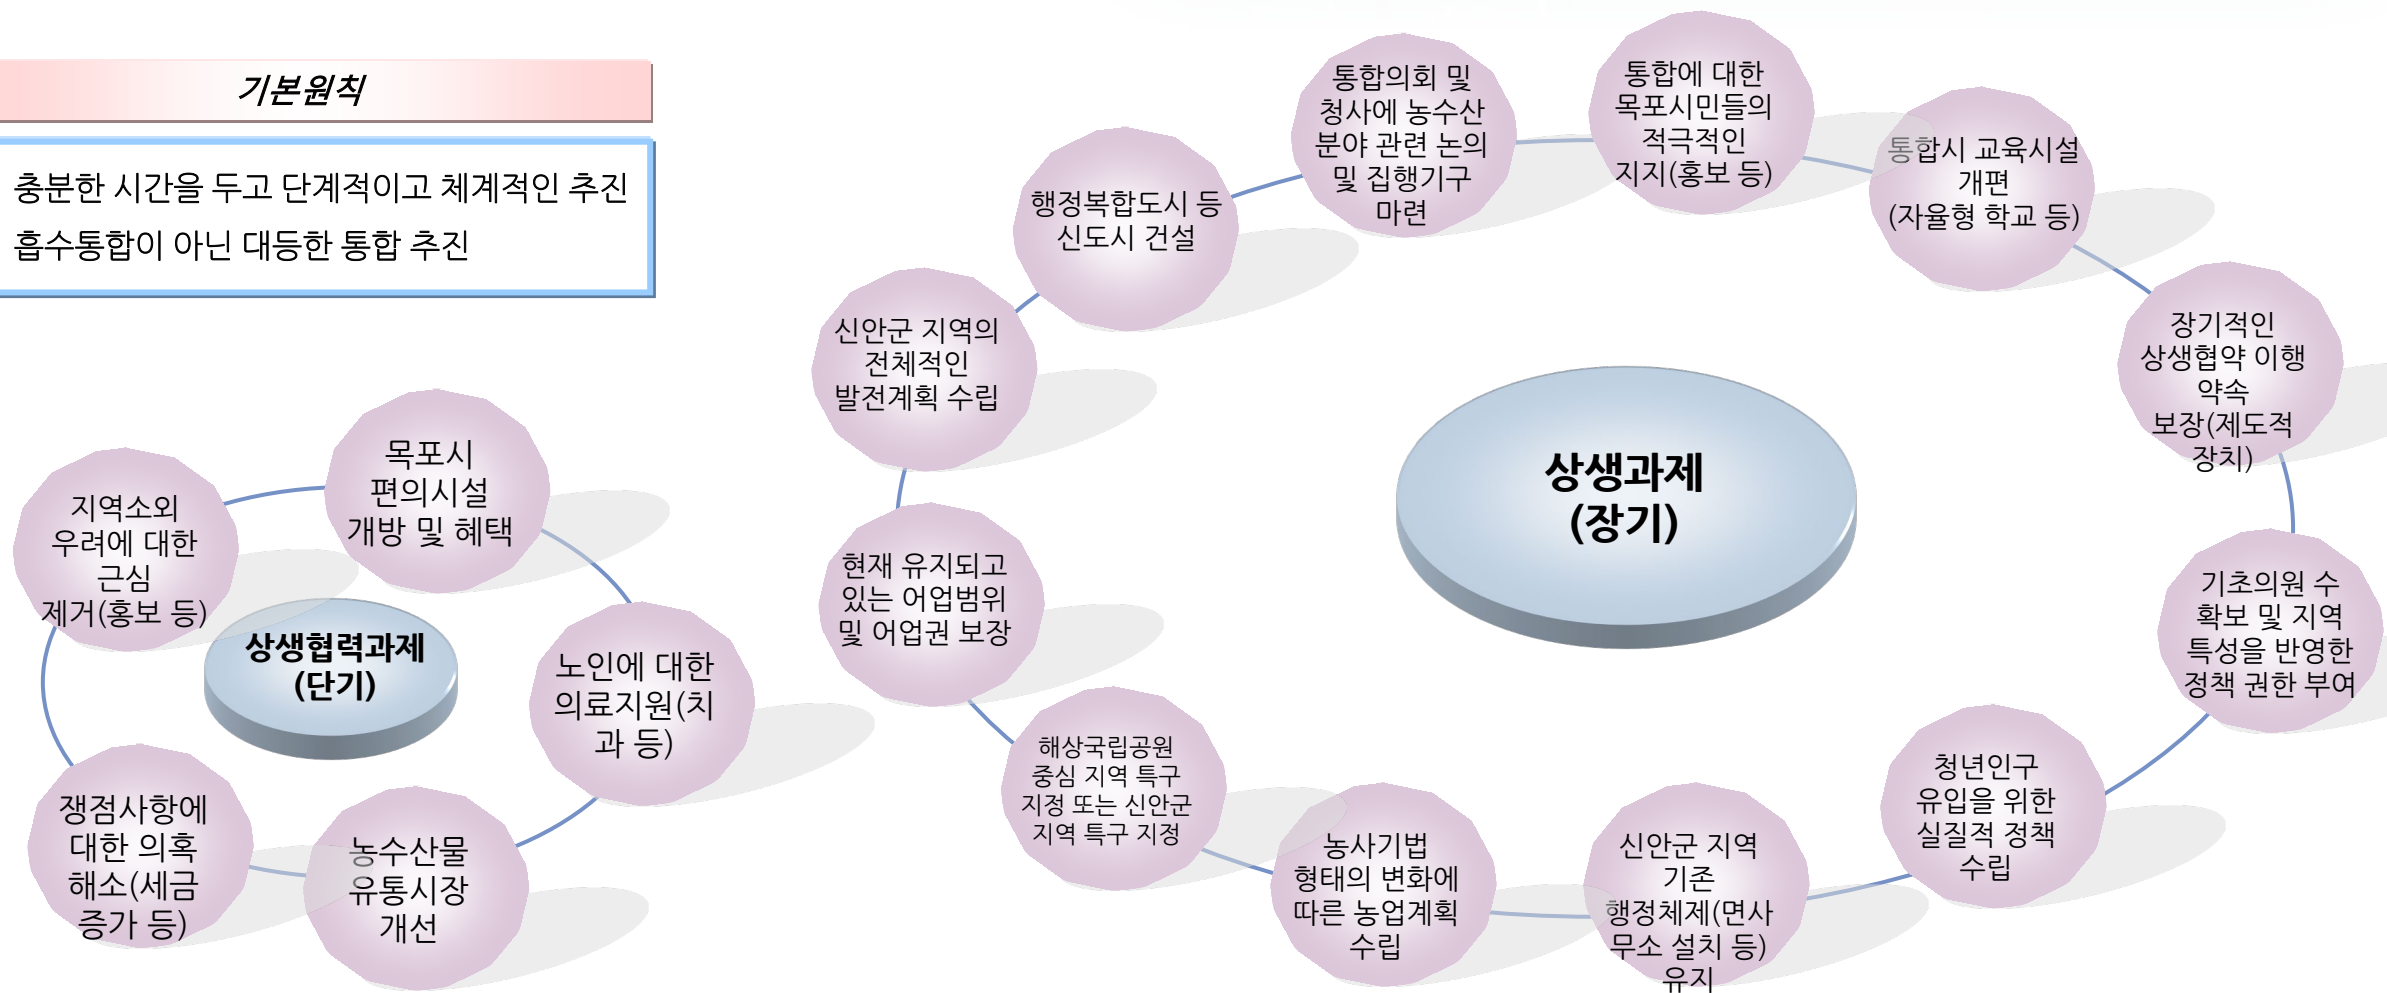 기본원칙
충분한 시간을 두고 단계적이고 체계적인 추진
흡수통합이 아닌 대등한 통합 추진
상생협력과제
(단기)
목포시
편의시설
개방 및 혜택
노인에 대한
의료지원(치
과 등)
농수산물
유통시장
개선
쟁점사항에
대한 의혹
해소(세금
증가 등)
지역소외
우려에 대한
근심
제거(홍보 등)
상생과제
(장기)
통합의회 및
청사에 농수산
분야 관련 논의
및 집행기구
마련
통합에 대한
목포시민들의
적극적인
지지(홍보 등)
통합시 교육시설
개편
(자율형 학교 등)
장기적인
상생협약 이행
약속
보장(제도적
장치)
기초의원 수
확보 및 지역
특성을 반영한
정책 권한 부여
청년인구
유입을 위한
실질적 정책
수립
신안군 지역
기존
행정체제(면사
무소 설치 등)
유지
농사기법
형태의 변화에
따른 농업계획
수립
해상국립공원
중심 지역 특구
지정 또는 신안군
지역 특구 지정
현재 유지되고
있는 어업범위
및 어업권 보장
신안군 지역의
전체적인
발전계획 수립
행정복합도시 등
신도시 건설